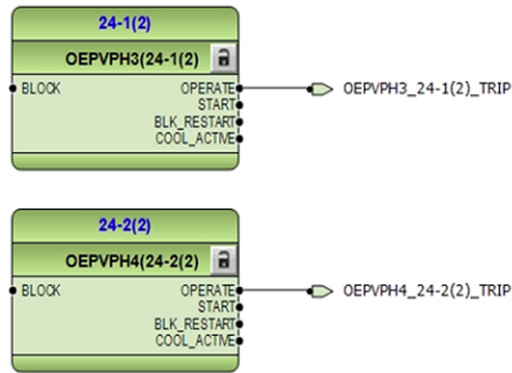 24-1(2)
OEPVPH3(24-1(2)
BLOCK OPERATE OEPVPH3_24-1(2)_TRIP
START
BLK_RESTART
COOL_ACTIVE
24-2(2)
OEPVPH4(24-2(2)
BLOCK OPERATE OEPVPH4_24-2(2)_TRIP
START
BLK_RESTART
COOL_ACTIVE